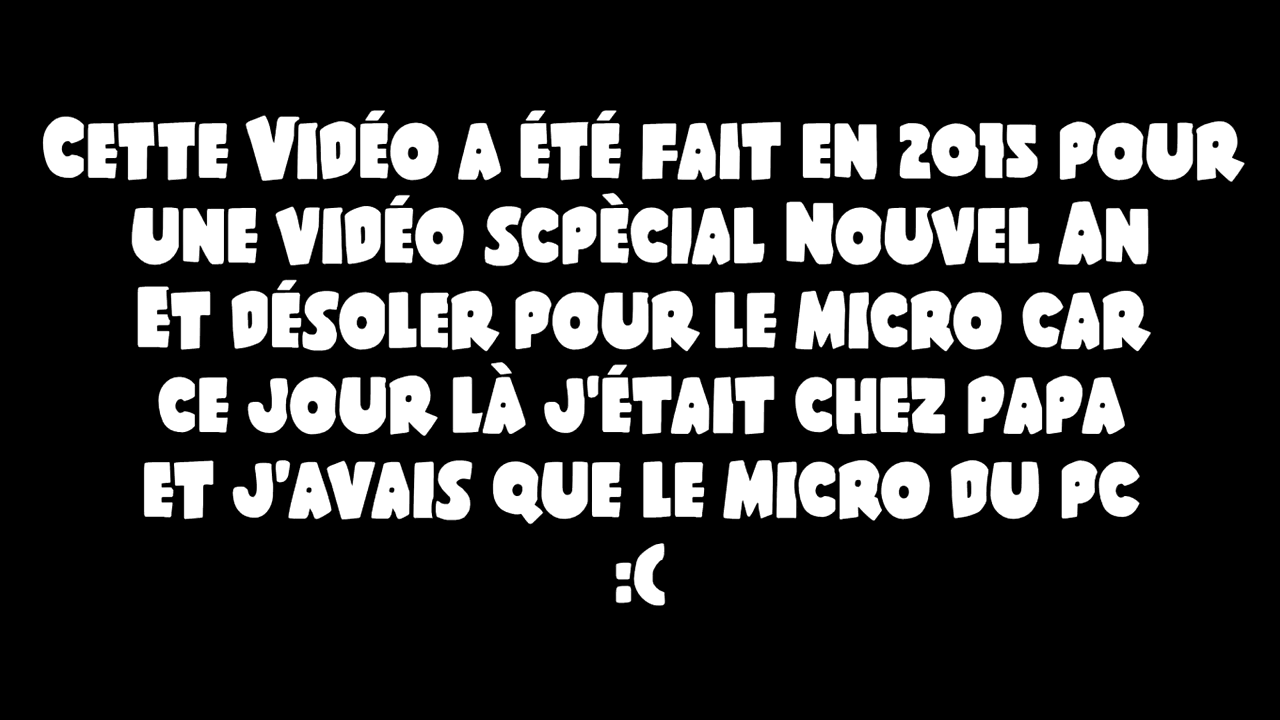 Cette Vidéo a été fait en 2015 pour
une vidéo scpècial Nouvel An
Et désoler pour le micro car
ce jour là j'était chez papa
et j'avais que le micro du pc
:C